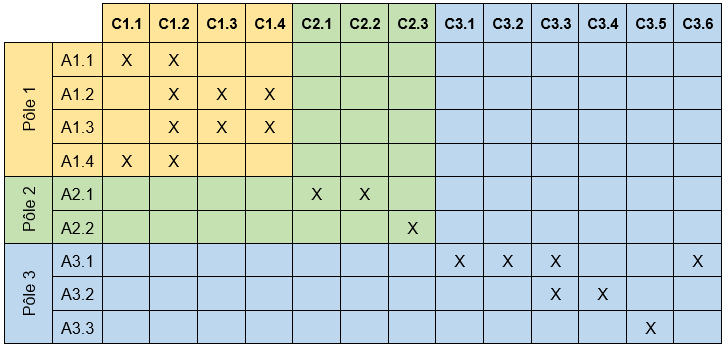 C1.1 C1.2 C1.3 C1.4 C2.1 C2.2 C2.3 C3.1 C3.2 C3.3 C3.4 C3.5 C3.6
Pôle 1
A1.1 X X
A1.2 X X X
A1.3 X X X
A1.4 X X
Pôle 2
A2.1 X X
A2.2 X
Pôle 3
A3.1 X X X X
A3.2 X X
A3.3 X